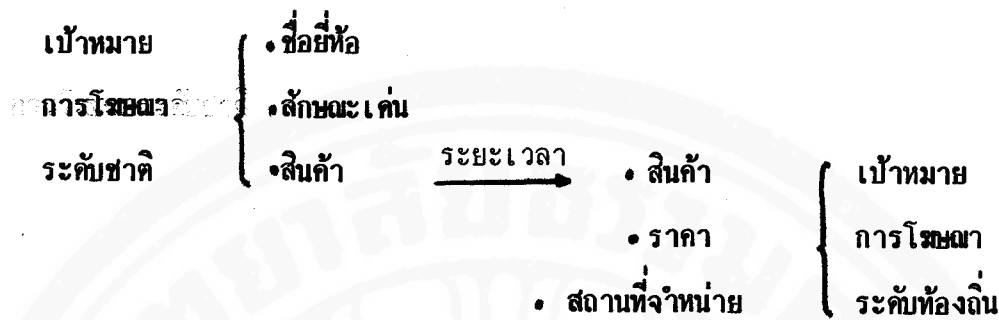 เป้าหมาย • ชื่อยี่ห้อ
การโฆษณา • ลักษณะเด่น
ระดับชาติ • สินค้า ระยะเวลา • สินค้า เป้าหมาย
• ราคา การโฆษณา
• สถานที่จำหน่าย ระดับท้องถิ่น